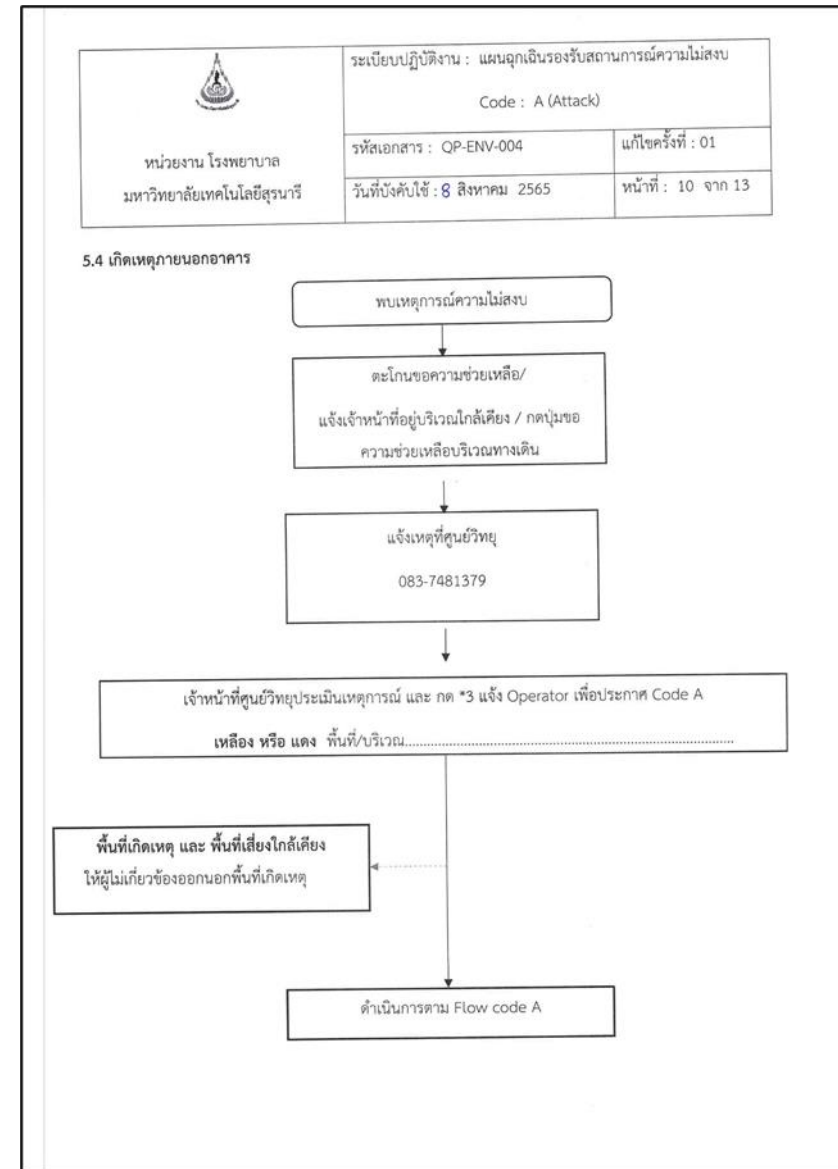 ระเบียบปฏิบัติงาน : แผนฉุกเฉินรองรับสถานการณ์ความไม่สงบ
Code : A (Attack)
หน่วยงาน โรงพยาบาล
มหาวิทยาลัยเทคโนโลยีสุรนารี
รหัสเอกสาร : QP-ENV-004
แก้ไขครั้งที่ : 01
วันที่บังคับใช้ : 8 สิงหาคม 2565
หน้าที่ : 10 จาก 13
5.4 เกิดเหตุภายนอกอาคาร
พบเหตุการณ์ความไม่สงบ
ตะโกนขอความช่วยเหลือ/
แจ้งเจ้าหน้าที่อยู่บริเวณใกล้เคียง / กดปุ่มขอ
ความช่วยเหลือบริเวณทางเดิน
แจ้งเหตุที่ศูนย์วิทยุ
083-7481379
เจ้าหน้าที่ศูนย์วิทยุประเมินเหตุการณ์ และ กด *3 แจ้ง Operator เพื่อประกาศ Code A
เหลือง หรือ แดง พื้นที่/บริเวณ....................................................................................
พื้นที่เกิดเหตุ และ พื้นที่เสี่ยงใกล้เคียง
ให้ผู้ไม่เกี่ยวข้องออกนอกพื้นที่เกิดเหตุ
ดำเนินการตาม Flow code A